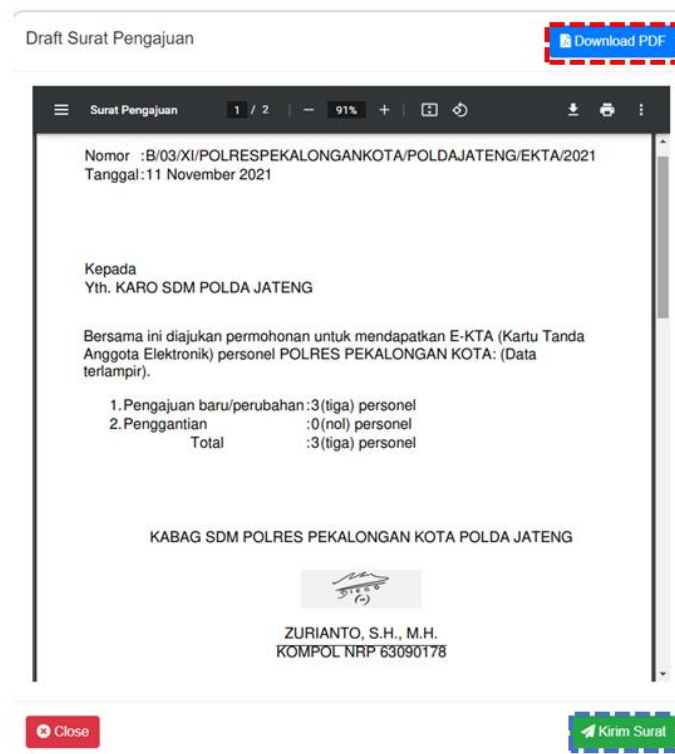 Draft Surat Pengajuan
Download PDF
Surat Pengajuan 1 / 2 | − 91% + |
Nomor :B/03/XI/POLRESPEKALONGANKOTA/POLDAJATENG/EKTA/2021
Tanggal:11 November 2021
Kepada
Yth. KARO SDM POLDA JATENG
Bersama ini diajukan permohonan untuk mendapatkan E-KTA (Kartu Tanda
Anggota Elektronik) personel POLRES PEKALONGAN KOTA: (Data
terlampir).
1.Pengajuan baru/perubahan:3(tiga) personel
2.Penggantian :0(nol) personel
Total :3(tiga) personel
KABAG SDM POLRES PEKALONGAN KOTA POLDA JATENG
DIEGO
ZURIANTO, S.H., M.H.
KOMPOL NRP 63090178
Close
Kirim Surat